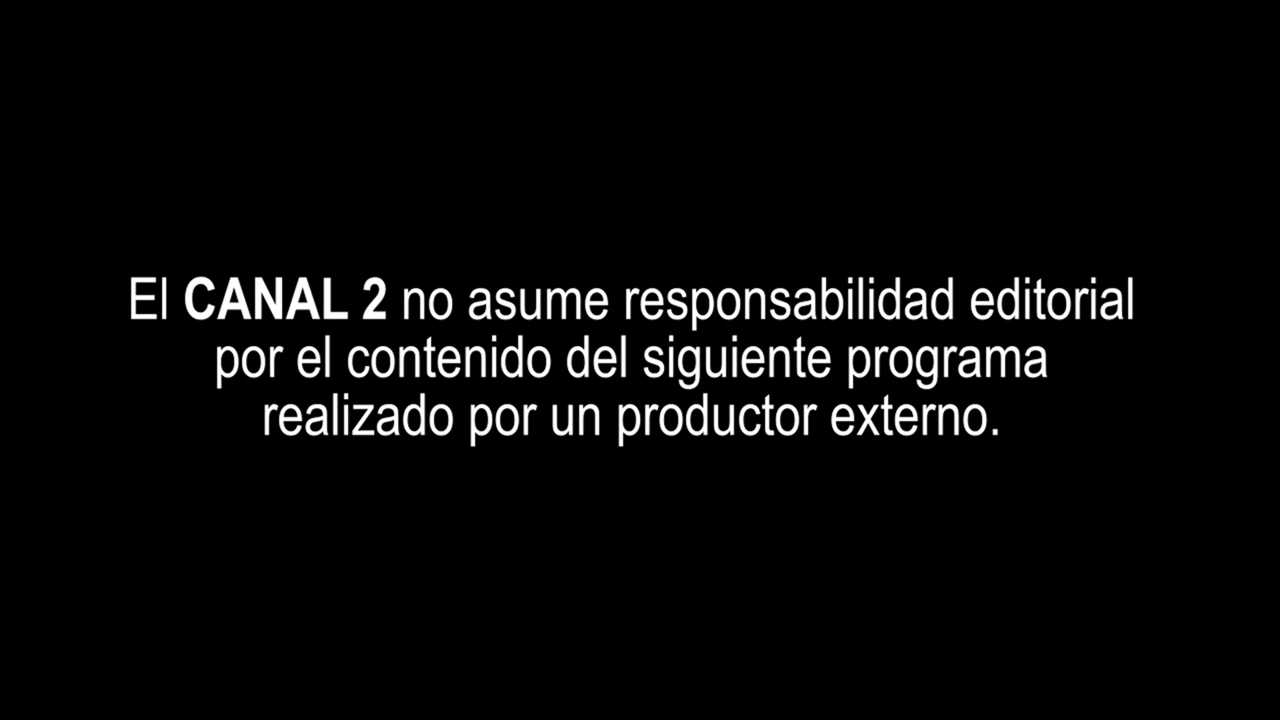 El CANAL 2 no asume responsabilidad editorial
por el contenido del siguiente programa
realizado por un productor externo.